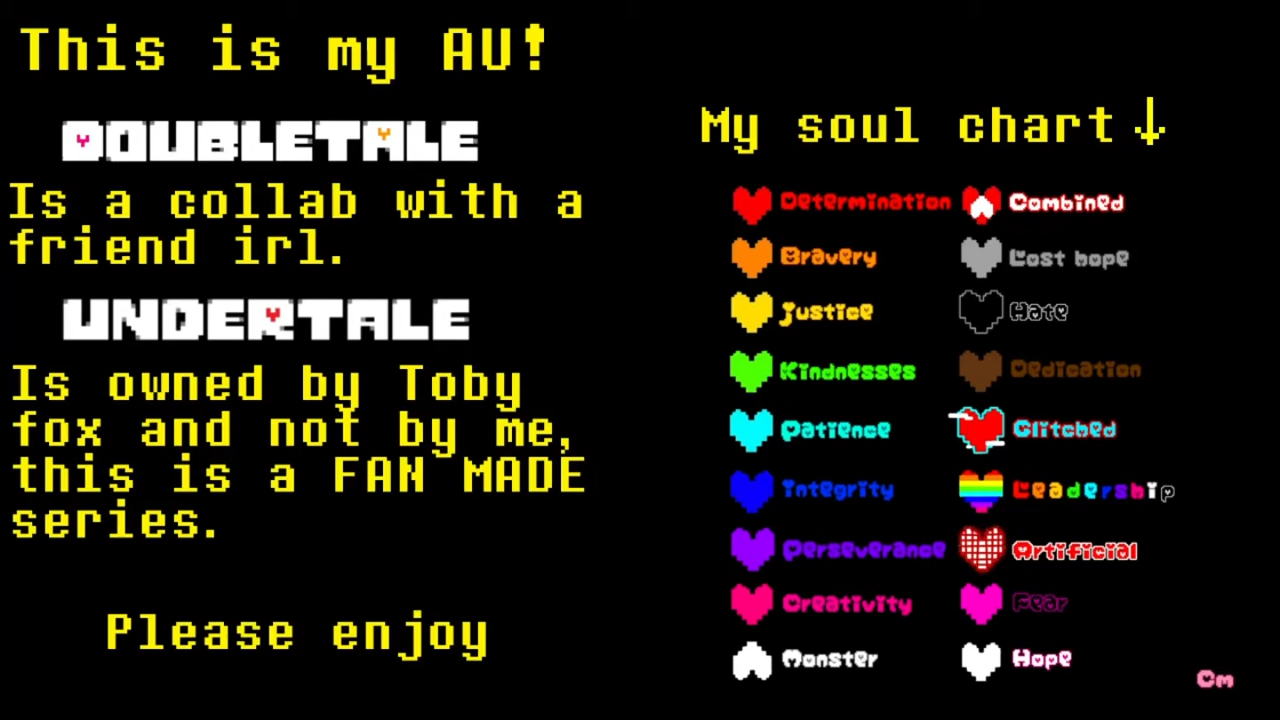 This is my AU!
DOUBLETALE
Is a collab with a
friend irl.
UNDERTALE
Is owned by Toby
fox and not by me,
this is a FAN MADE
series.
Please enjoy
My soul chart
Determination
Bravery
Justice
Kindnesses
Patience
Integrity
Perseverance
Creativity
Monster
Combined
Lost hope
Hate
Dedication
Glitched
Leadership
Artificial
Fear
Hope
Cm